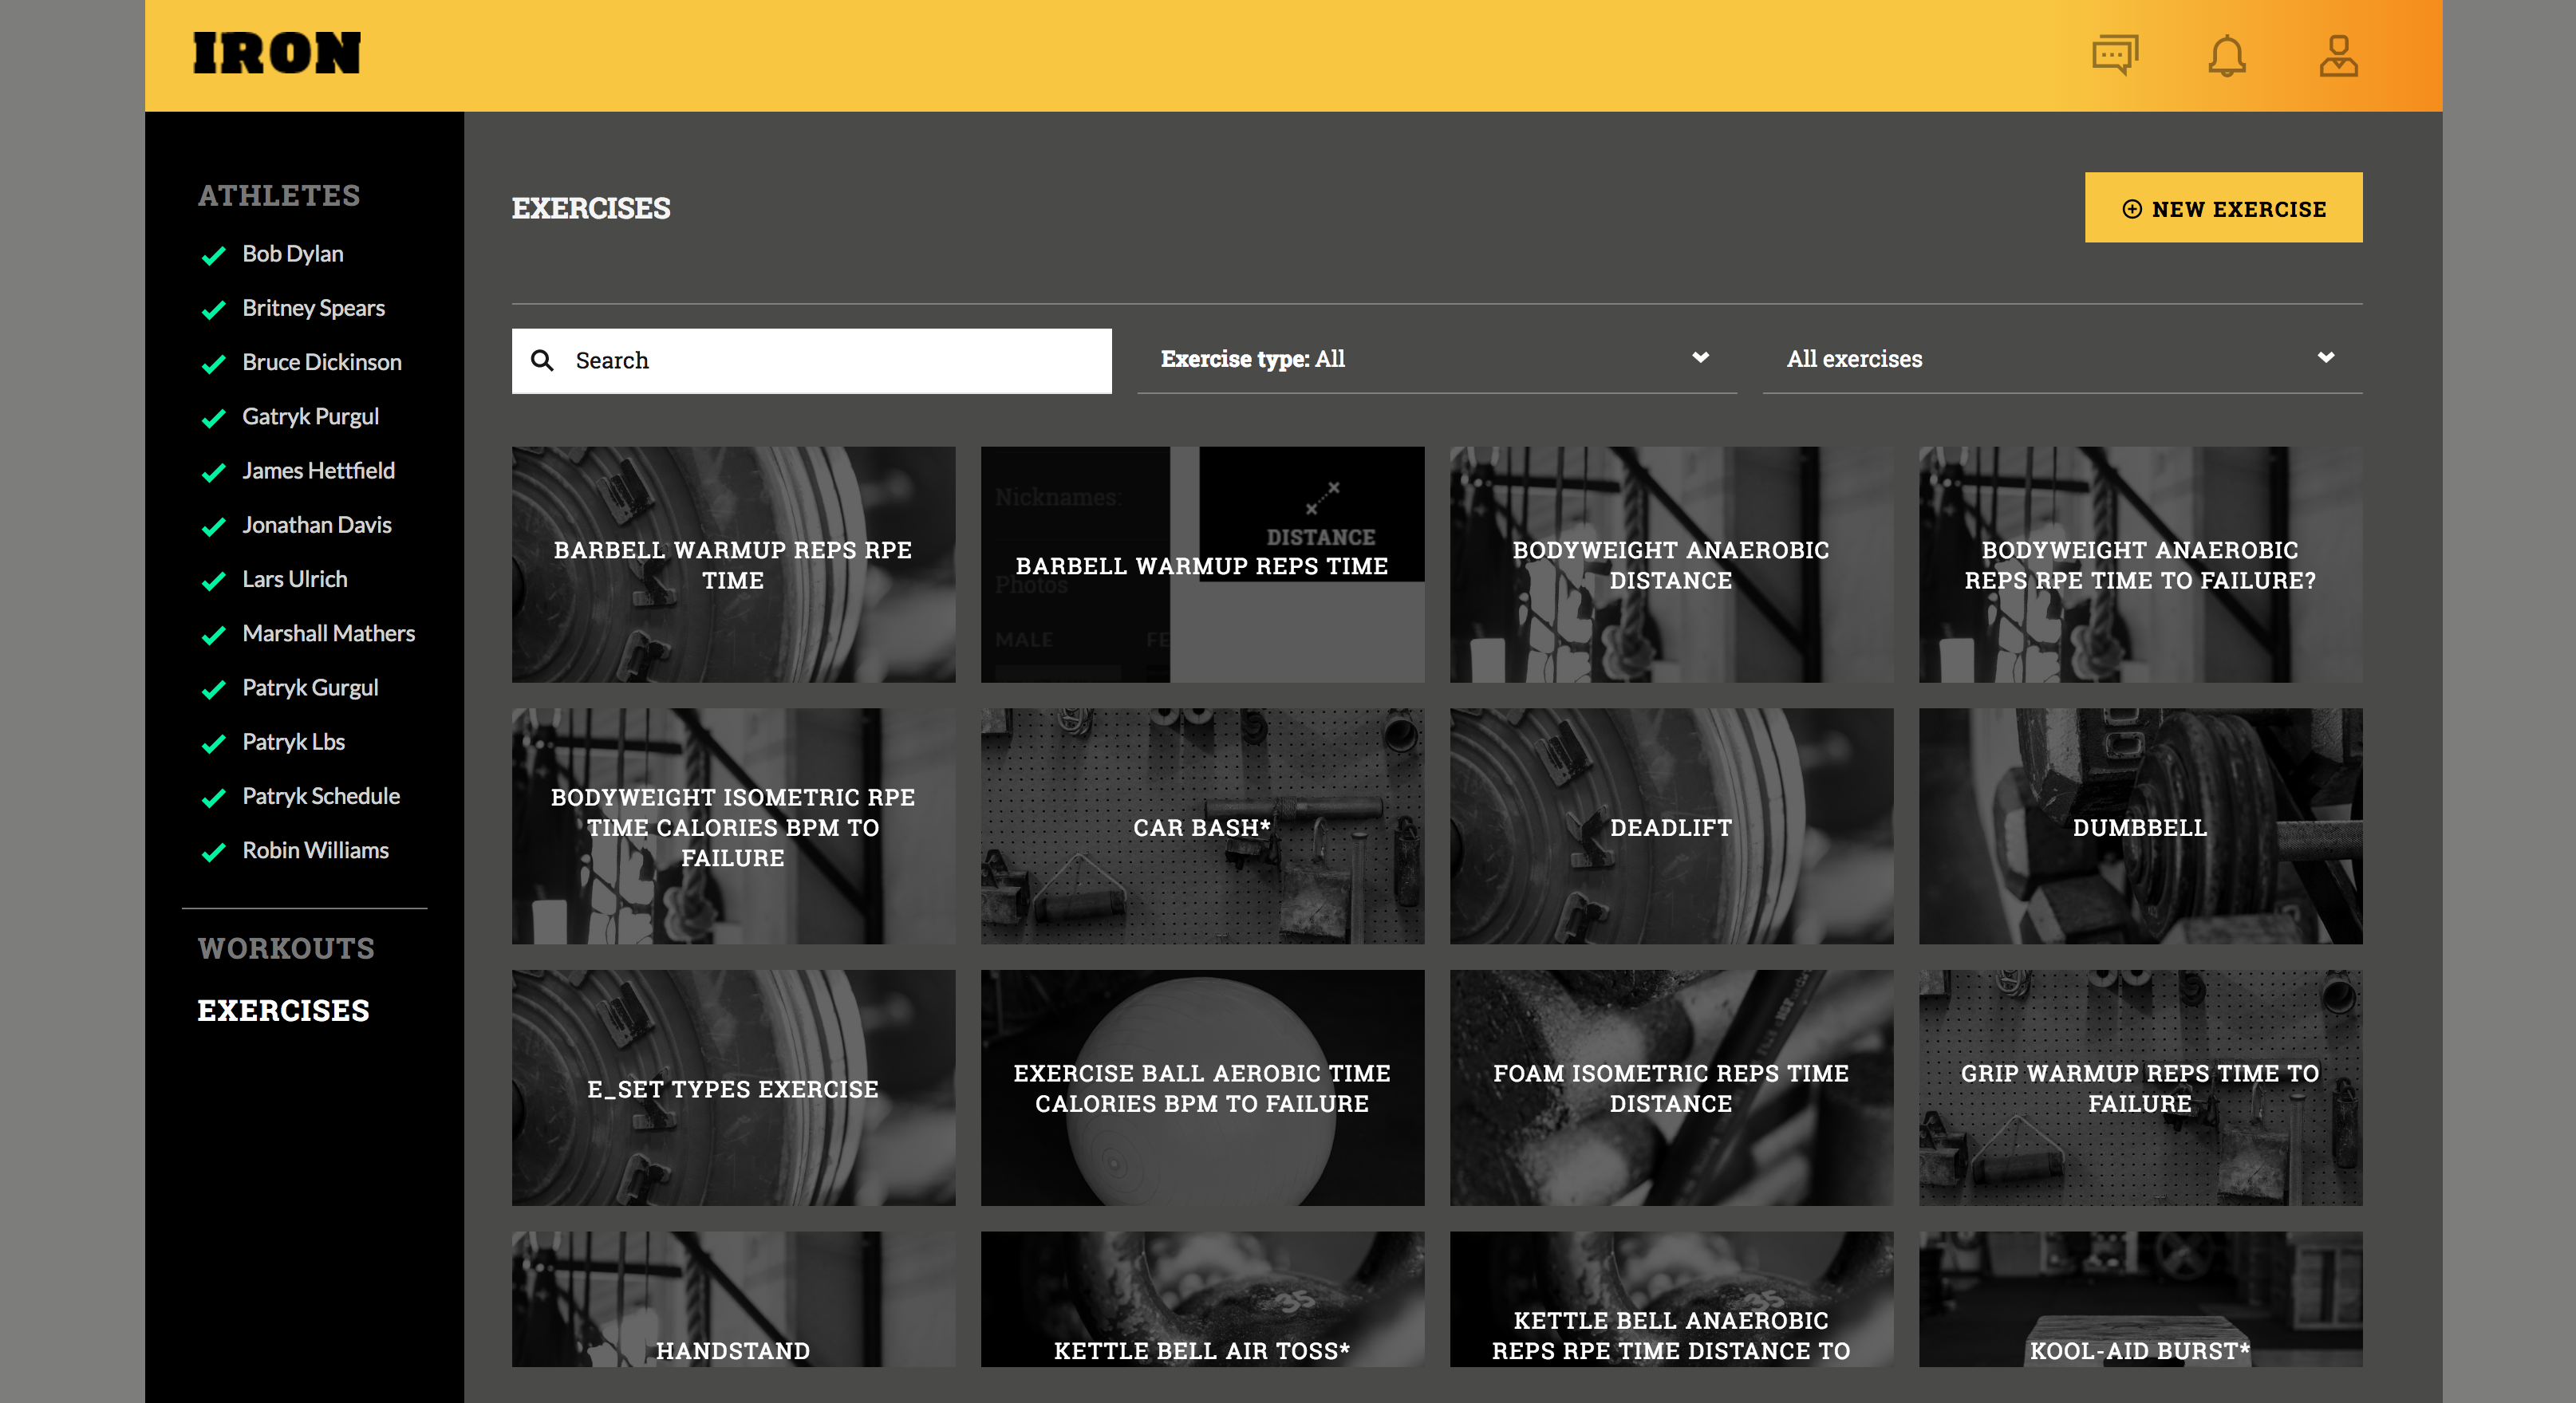 IRON
ATHLETES
Bob Dylan
Britney Spears
Bruce Dickinson
Gatryk Purgul
James Hettfield
Jonathan Davis
Lars Ulrich
Marshall Mathers
Patryk Gurgul
Patryk Lbs
Patryk Schedule
Robin Williams
WORKOUTS
EXERCISES
EXERCISES
NEW EXERCISE
Search
Exercise type: All
All exercises
BARBELL WARMUP REPS RPE
TIME
Nicknames:
DISTANCE
BARBELL WARMUP REPS TIME
Photos
MALE
FE
BODYWEIGHT ANAEROBIC
DISTANCE
BODYWEIGHT ANAEROBIC
REPS RPE TIME TO FAILURE?
BODYWEIGHT ISOMETRIC RPE
TIME CALORIES BPM TO
FAILURE
CAR BASH*
DEADLIFT
DUMBBELL
E_SET TYPES EXERCISE
EXERCISE BALL AEROBIC TIME
CALORIES BPM TO FAILURE
FOAM ISOMETRIC REPS TIME
DISTANCE
GRIP WARMUP REPS TIME TO
FAILURE
HANDSTAND
35
KETTLE BELL AIR TOSS*
35
KETTLE BELL ANAEROBIC
REPS RPE TIME DISTANCE TO
KOOL-AID BURST*